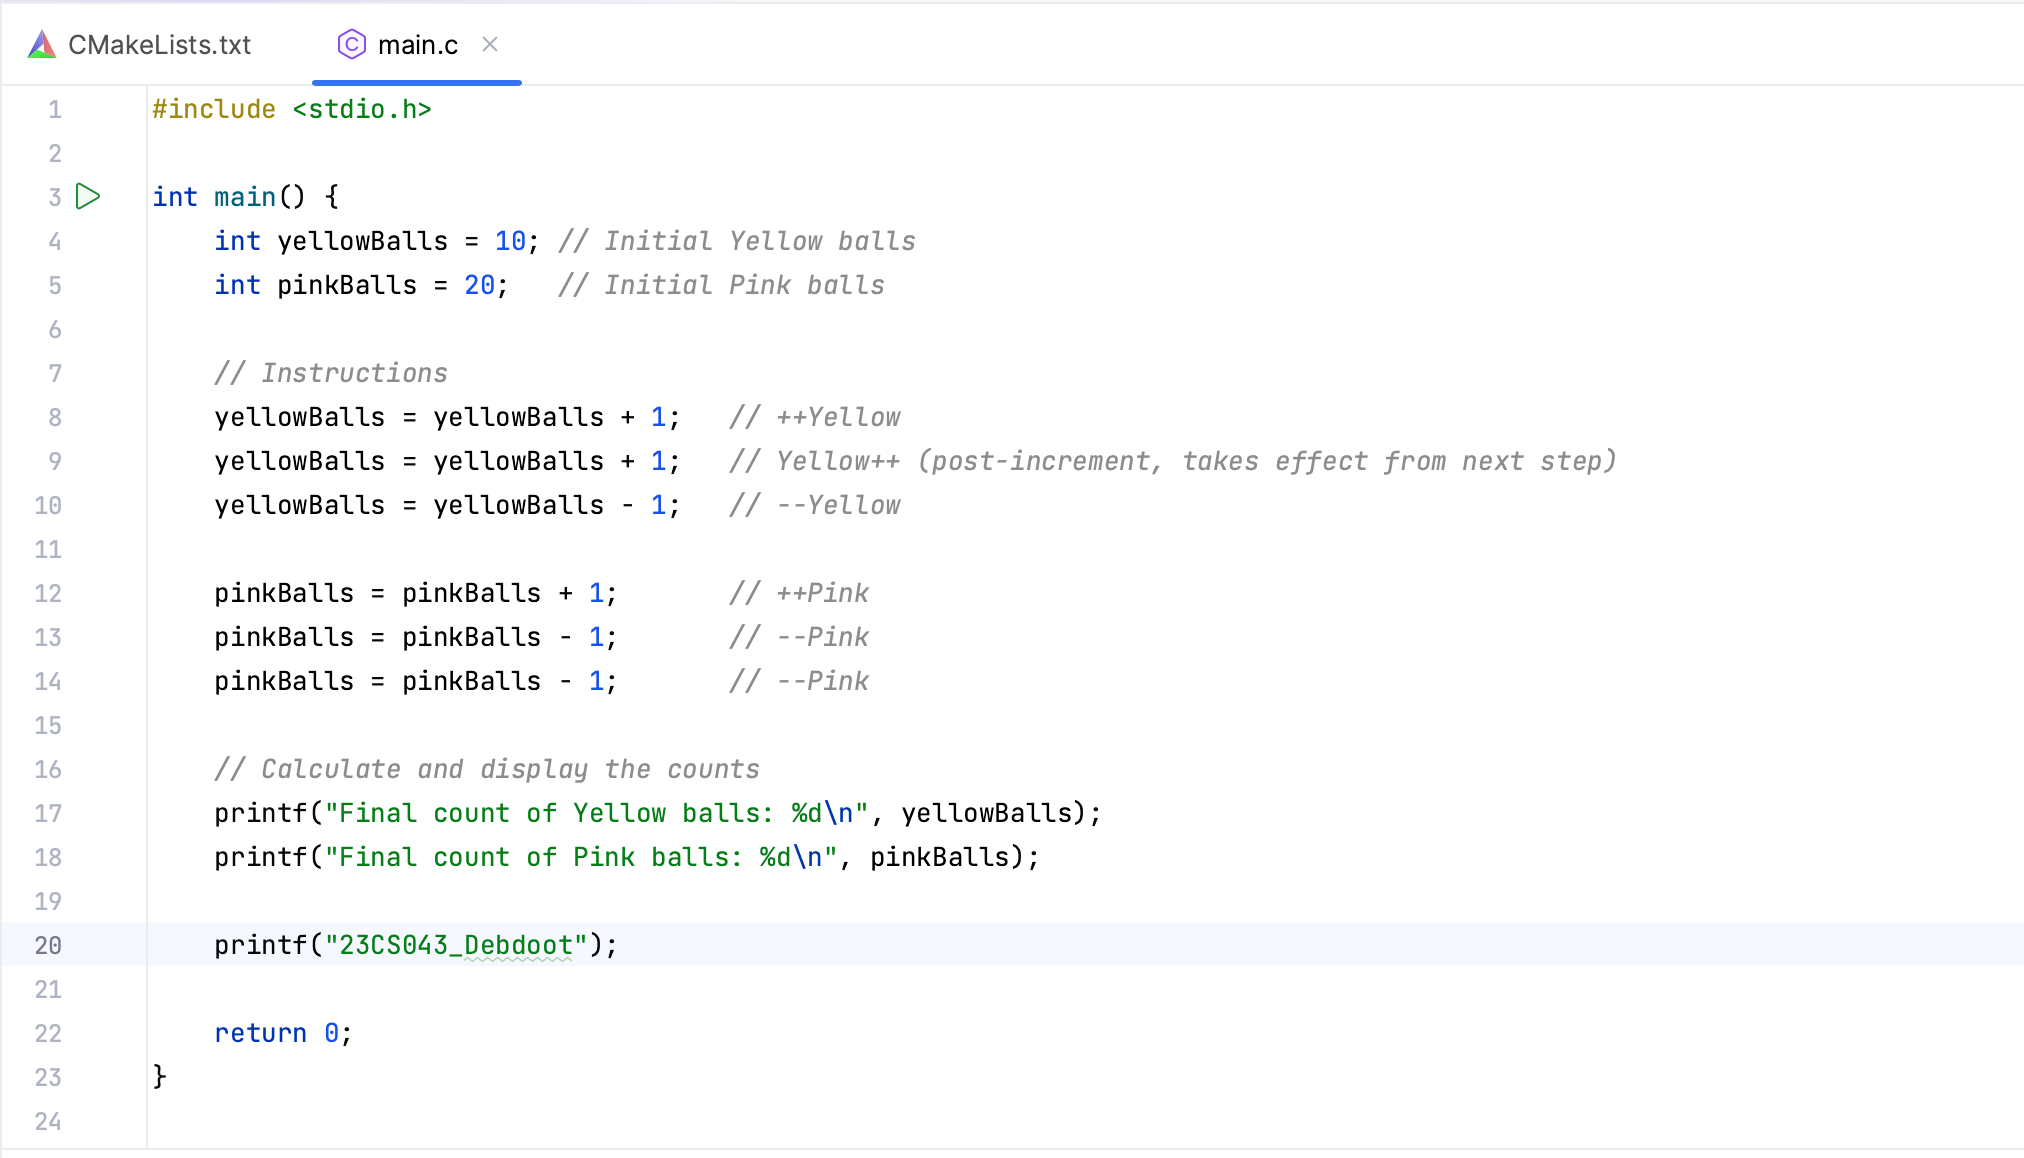 CMakeLists.txt main.c ×
1 #include <stdio.h>
2
3 int main() {
4     int yellowBalls = 10; // Initial Yellow balls
5     int pinkBalls = 20;   // Initial Pink balls
6
7     // Instructions
8     yellowBalls = yellowBalls + 1;   // ++Yellow
9     yellowBalls = yellowBalls + 1;   // Yellow++ (post-increment, takes effect from next step)
10     yellowBalls = yellowBalls - 1;   // --Yellow
11
12     pinkBalls = pinkBalls + 1;       // ++Pink
13     pinkBalls = pinkBalls - 1;       // --Pink
14     pinkBalls = pinkBalls - 1;       // --Pink
15
16     // Calculate and display the counts
17     printf("Final count of Yellow balls: %d\n", yellowBalls);
18     printf("Final count of Pink balls: %d\n", pinkBalls);
19
20     printf("23CS043_Debdoot");
21
22     return 0;
23 }
24